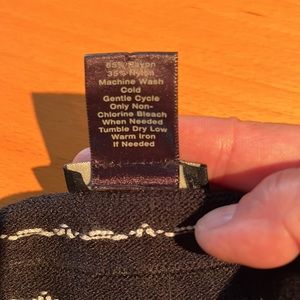 65% Rayon
35% Nylon
Machine Wash
Cold
Gentle Cycle
Only Non-
Chlorine Bleach
When Needed
Tumble Dry Low
Warm Iron
If Needed